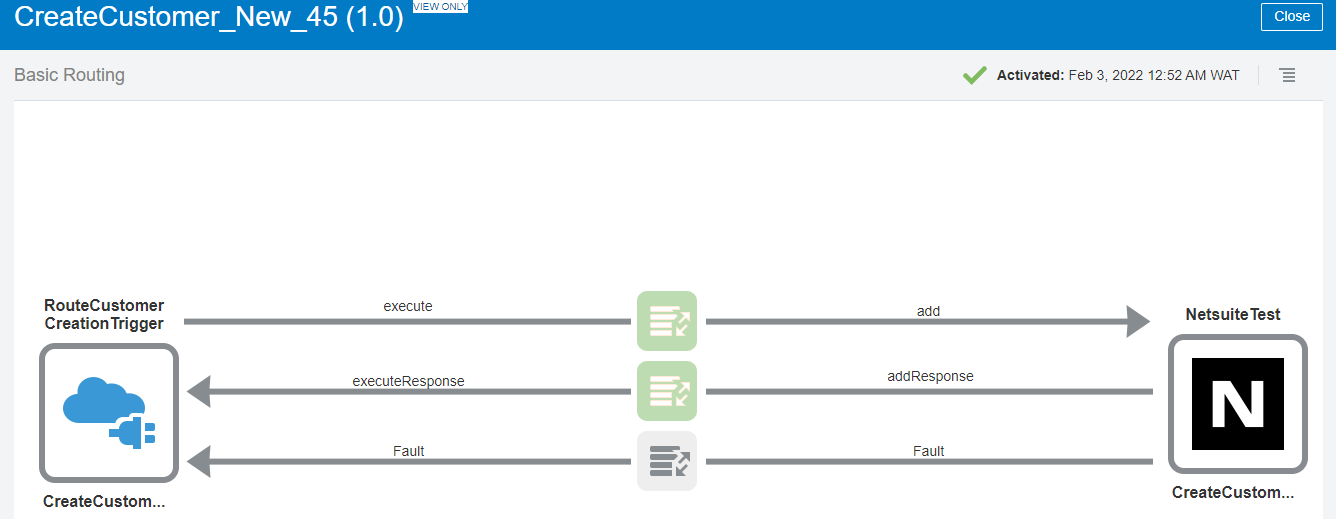 CreateCustomer_New_45 (1.0)
VIEW ONLY
Close
Basic Routing
Activated: Feb 3, 2022 12:52 AM WAT
RouteCustomer
CreationTrigger
execute
add
NetsuiteTest
executeResponse
addResponse
N
Fault
Fault
CreateCustom...
CreateCustom...